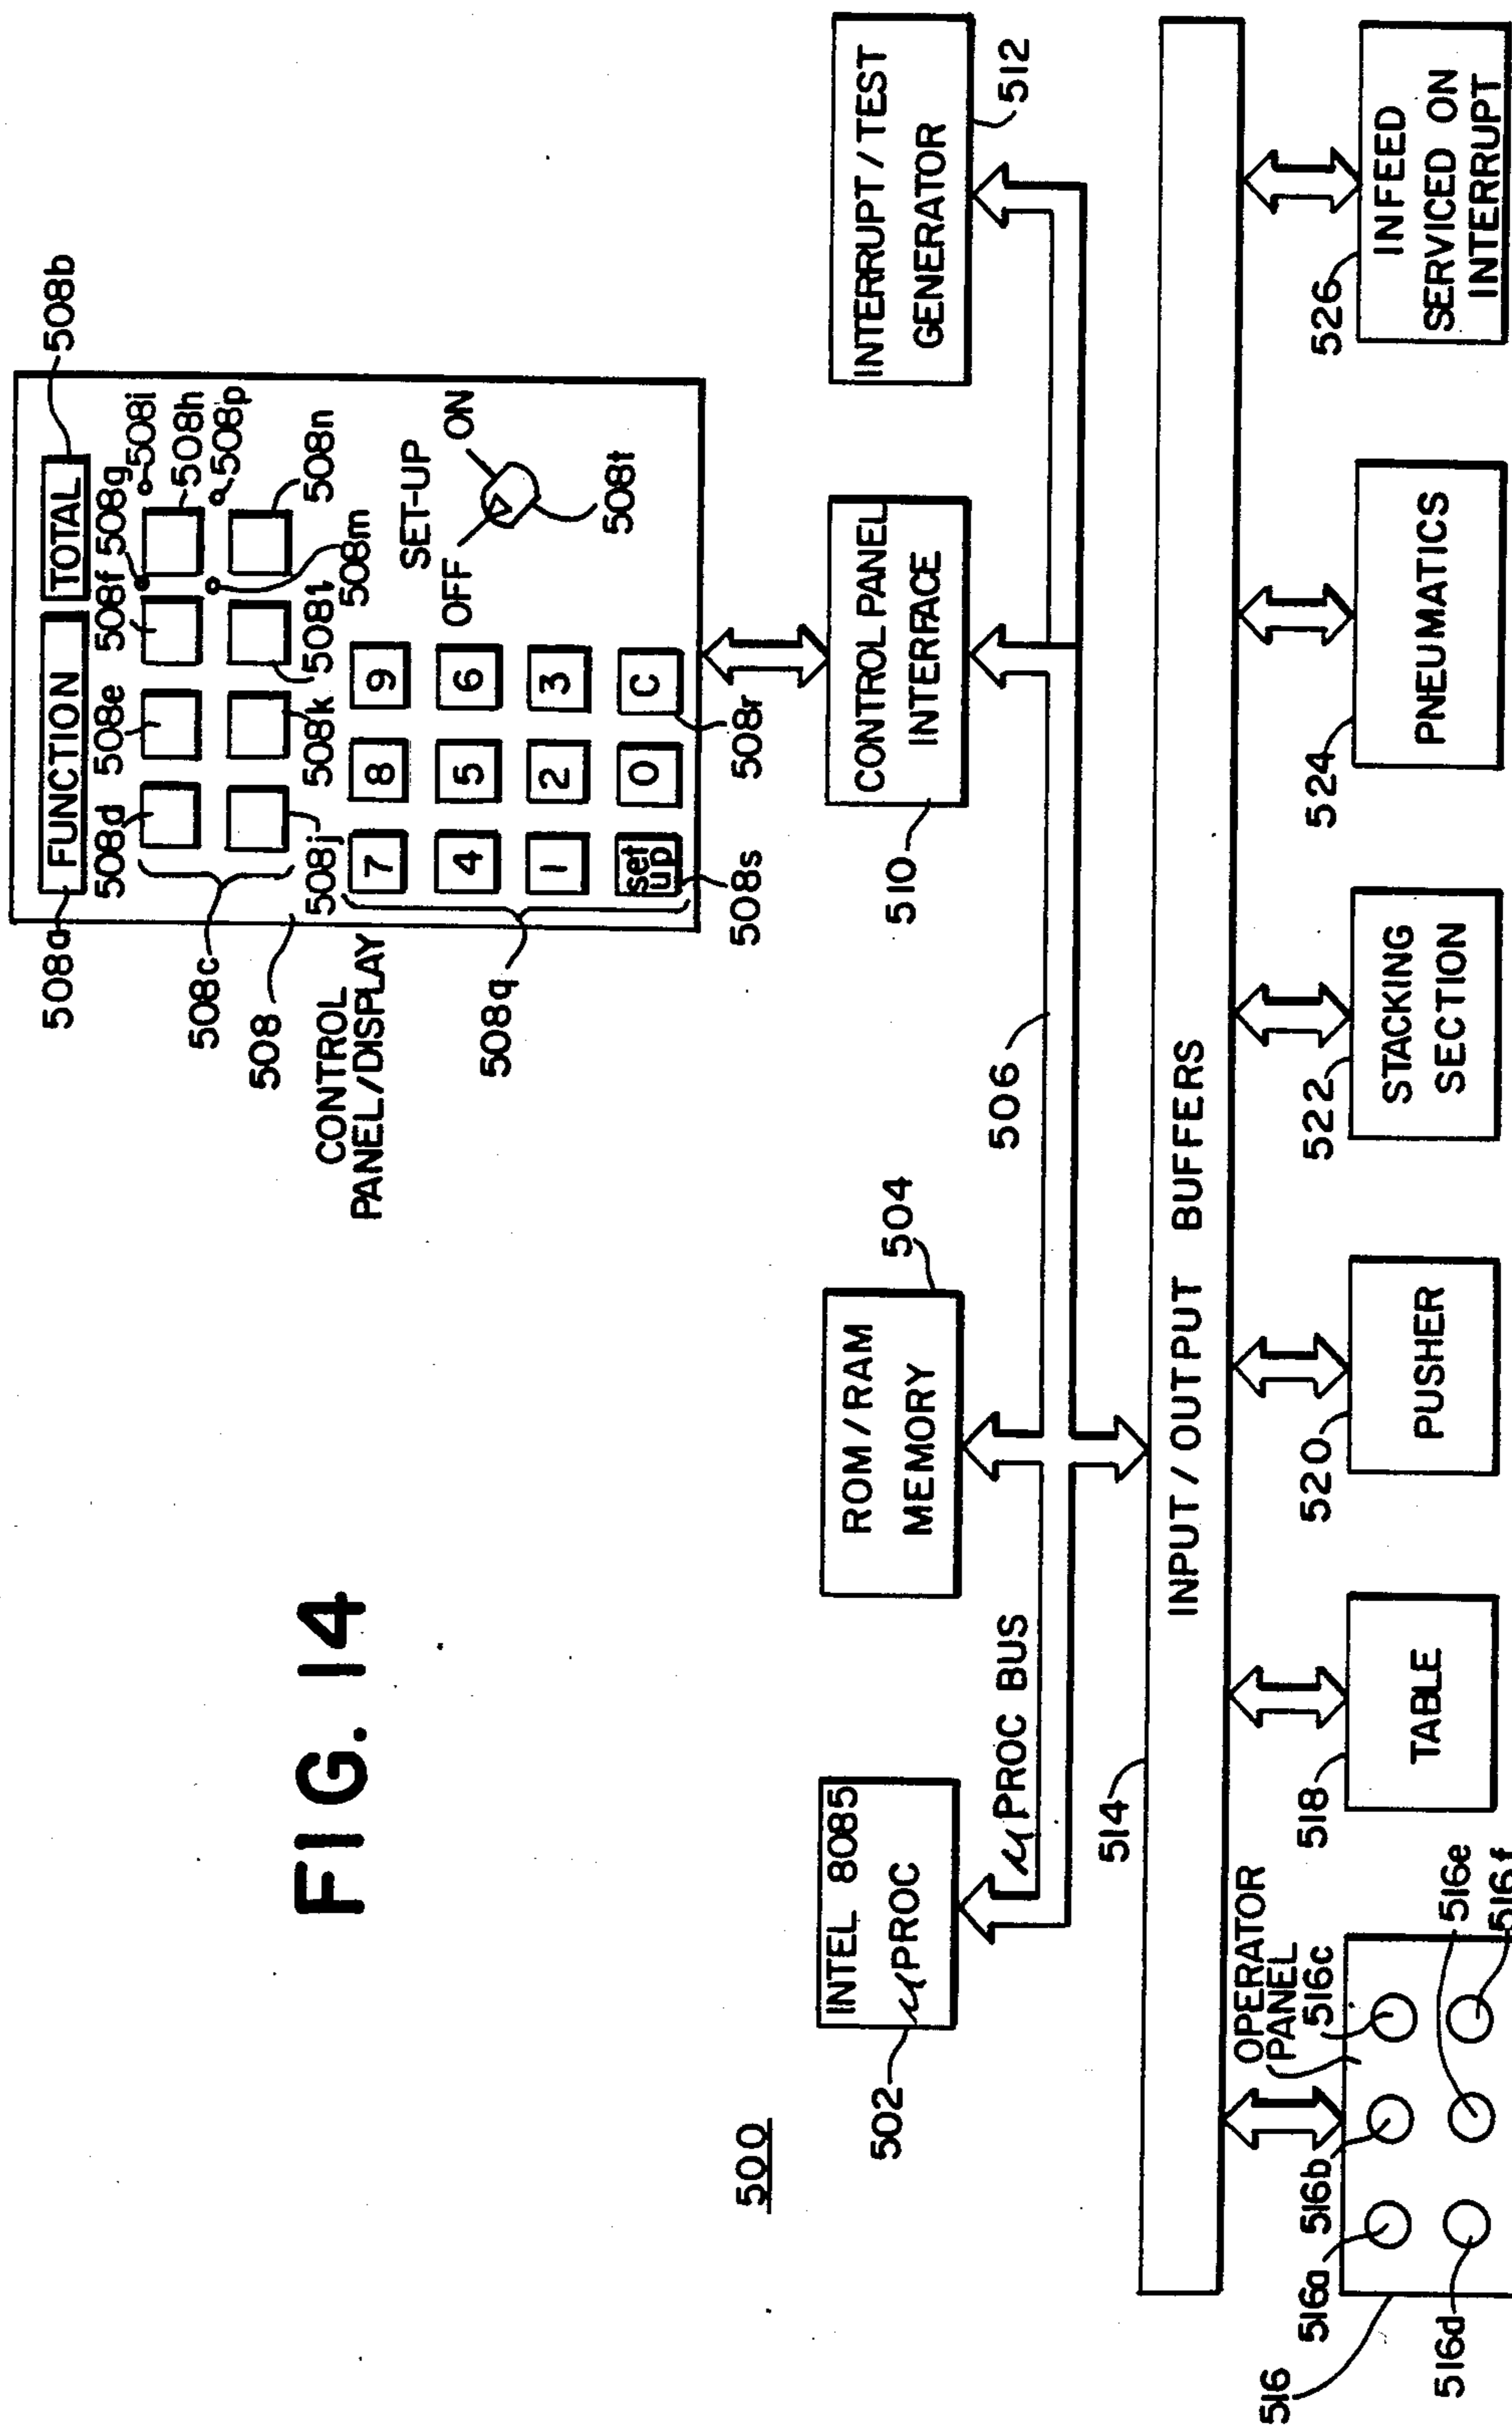 FIG. 14
500
508a
FUNCTION
TOTAL
508b
508d
508e
508f
508g
508i
508h
508p
508c
508
508j
508k
508l
508m
508n
CONTROL
PANEL/DISPLAY
508q
7
8
9
4
5
6
1
2
3
set
up
0
C
508s
508r
SET-UP
OFF
ON
508t
INTEL 8085
μPROC
502
ROM/RAM
MEMORY
504
CONTROL PANEL
INTERFACE
510
INTERRUPT/TEST
GENERATOR
512
μPROC BUS
506
514
INPUT/OUTPUT BUFFERS
OPERATOR
PANEL
516
516a
516b
516c
516d
516e
516f
518
TABLE
520
PUSHER
522
STACKING
SECTION
524
PNEUMATICS
526
INFEED
SERVICED ON
INTERRUPT